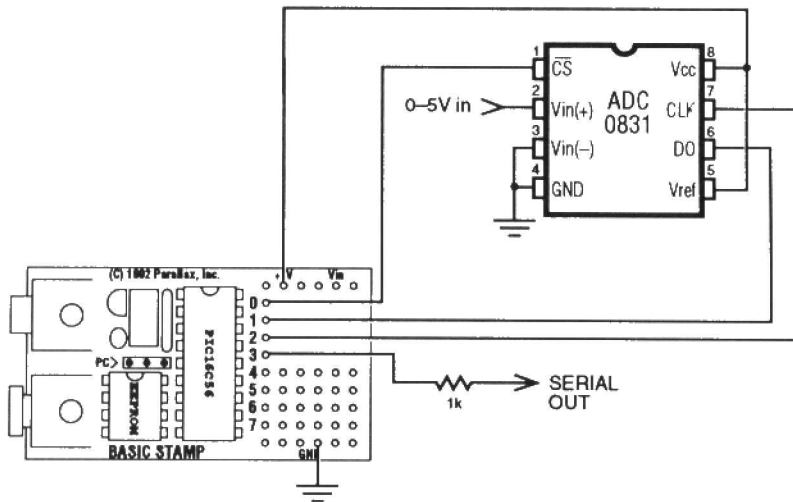 1 8
CS Vcc
2 ADC 7
0–5V in Vin(+) 0831 CLK
3 6
Vin(–) DO
4 5
GND Vref
(C) 1992 Parallax, Inc. + V Vin
0
1
2
3
PC>
4
5
6
7
PIC16C56
EEPROM
BASIC STAMP
GND
1k
SERIAL
OUT